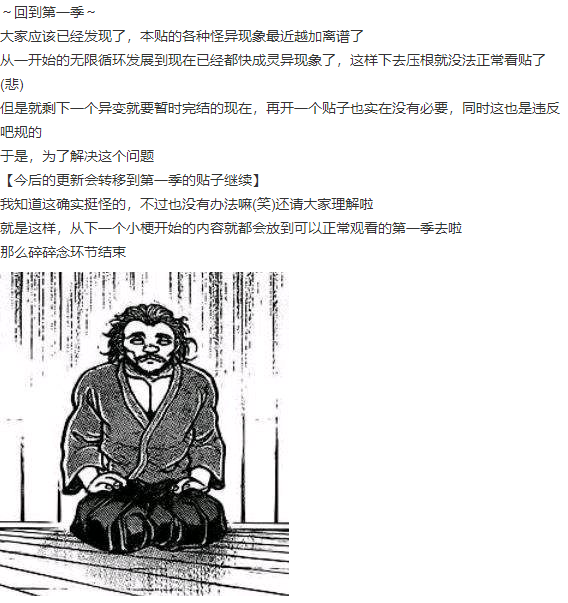 ～回到第一季～
大家应该已经发现了，本贴的各种怪异现象最近越加离谱了
从一开始的无限循环发展到现在已经都快成灵异现象了，这样下去压根就没法正常看贴了
(悲)
但是就剩下一个异变就要暂时完结的现在，再开一个贴子也实在没有必要，同时这也是违反
吧规的
于是，为了解决这个问题
【今后的更新会转移到第一季的贴子继续】
我知道这确实挺怪的，不过也没有办法嘛(笑)还请大家理解啦
就是这样，从下一个小梗开始的内容就都会放到可以正常观看的第一季去啦
那么碎碎念环节结束